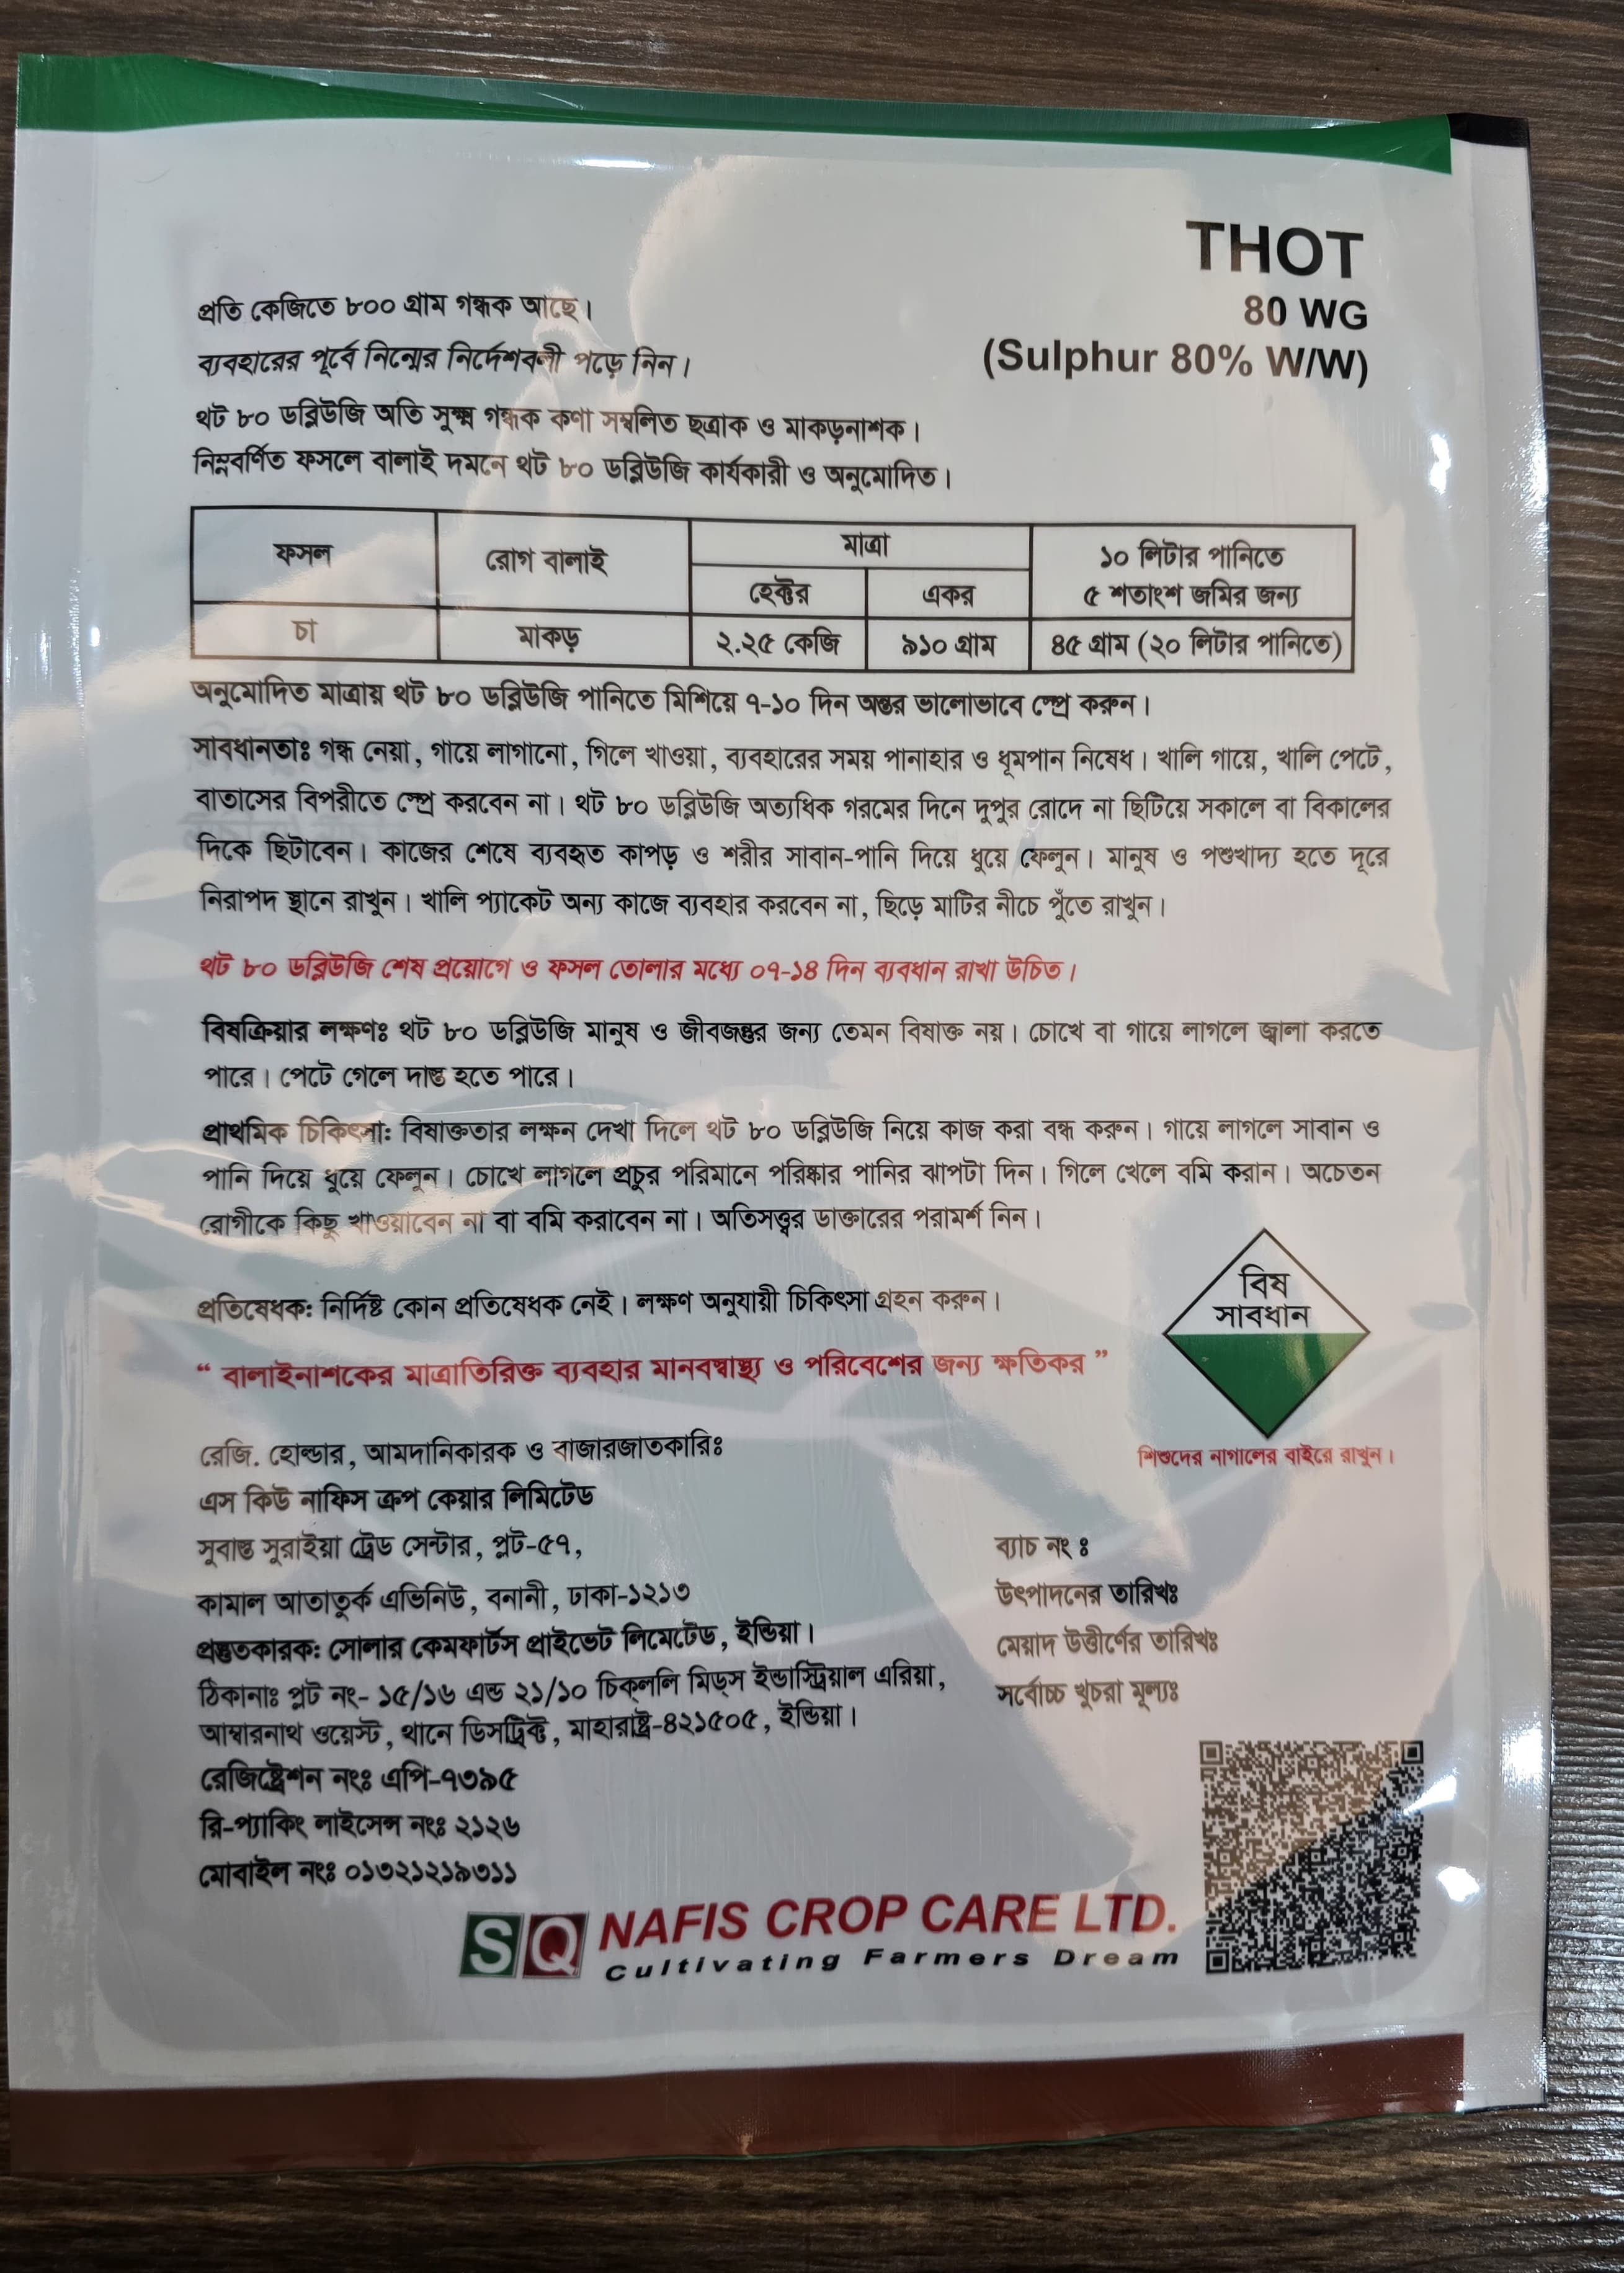 THOT
80 WG
(Sulphur 80% W/W)
প্রতি কেজিতে ৮০০ গ্রাম গন্ধক আছে।
ব্যবহারের পূর্বে নিন্মের নির্দেশবলী পড়ে নিন।
থট ৮০ ডব্লিউজি অতি সুক্ষ্ম গন্ধক কণা সম্বলিত ছত্রাক ও মাকড়নাশক।
নিম্নবর্ণিত ফসলে বালাই দমনে থট ৮০ ডব্লিউজি কার্যকারী ও অনুমোদিত।
ফসল রোগ বালাই মাত্রা ১০ লিটার পানিতে
হেক্টর একর ৫ শতাংশ জমির জন্য
চা মাকড় ২.২৫ কেজি ৯১০ গ্রাম ৪৫ গ্রাম (২০ লিটার পানিতে)
অনুমোদিত মাত্রায় থট ৮০ ডব্লিউজি পানিতে মিশিয়ে ৭-১০ দিন অন্তর ভালোভাবে স্প্রে করুন।
সাবধানতাঃ গন্ধ নেয়া, গায়ে লাগানো, গিলে খাওয়া, ব্যবহারের সময় পানাহার ও ধূমপান নিষেধ। খালি গায়ে, খালি পেটে,
বাতাসের বিপরীতে স্প্রে করবেন না। থট ৮০ ডব্লিউজি অত্যধিক গরমের দিনে দুপুর রোদে না ছিটিয়ে সকালে বা বিকালের
দিকে ছিটাবেন। কাজের শেষে ব্যবহৃত কাপড় ও শরীর সাবান-পানি দিয়ে ধুয়ে ফেলুন। মানুষ ও পশুখাদ্য হতে দূরে
নিরাপদ স্থানে রাখুন। খালি প্যাকেট অন্য কাজে ব্যবহার করবেন না, ছিড়ে মাটির নীচে পুঁতে রাখুন।
থট ৮০ ডব্লিউজি শেষ প্রয়োগে ও ফসল তোলার মধ্যে ০৭-১৪ দিন ব্যবধান রাখা উচিত।
বিষক্রিয়ার লক্ষণঃ থট ৮০ ডব্লিউজি মানুষ ও জীবজন্তুর জন্য তেমন বিষাক্ত নয়। চোখে বা গায়ে লাগলে জ্বালা করতে
পারে। পেটে গেলে দাস্ত হতে পারে।
প্রাথমিক চিকিৎসা: বিষাক্ততার লক্ষন দেখা দিলে থট ৮০ ডব্লিউজি নিয়ে কাজ করা বন্ধ করুন। গায়ে লাগলে সাবান ও
পানি দিয়ে ধুয়ে ফেলুন। চোখে লাগলে প্রচুর পরিমানে পরিষ্কার পানির ঝাপটা দিন। গিলে খেলে বমি করান। অচেতন
রোগীকে কিছু খাওয়াবেন না বা বমি করাবেন না। অতিসত্ত্বর ডাক্তারের পরামর্শ নিন।
প্রতিষেধক: নির্দিষ্ট কোন প্রতিষেধক নেই। লক্ষণ অনুযায়ী চিকিৎসা গ্রহন করুন।
“ বালাইনাশকের মাত্রাতিরিক্ত ব্যবহার মানবস্বাস্থ্য ও পরিবেশের জন্য ক্ষতিকর ”
বিষ
সাবধান
শিশুদের নাগালের বাইরে রাখুন।
রেজি. হোল্ডার, আমদানিকারক ও বাজারজাতকারিঃ
এস কিউ নাফিস ক্রপ কেয়ার লিমিটেড
সুবাস্ত সুরাইয়া ট্রেড সেন্টার, প্লট-৫৭,
কামাল আতাতুর্ক এভিনিউ, বনানী, ঢাকা-১২১৩
প্রস্তুতকারক: সোলার কেমফার্টস প্রাইভেট লিমেটেড, ইন্ডিয়া।
ঠিকানাঃ প্লট নং- ১৫/১৬ এন্ড ২১/১০ চিক্‌ললি মিড্‌স ইন্ডাস্ট্রিয়াল এরিয়া,
আম্বারনাথ ওয়েস্ট, থানে ডিসট্রিক্ট, মাহারাষ্ট্র-৪২১৫০৫, ইন্ডিয়া।
রেজিষ্ট্রেশন নংঃ এপি-৭৩৯৫
রি-প্যাকিং লাইসেন্স নংঃ ২১২৬
মোবাইল নংঃ ০১৩২১২১৯৩১১
ব্যাচ নং ঃ
উৎপাদনের তারিখঃ
মেয়াদ উত্তীর্ণের তারিখঃ
সর্বোচ্চ খুচরা মূল্যঃ
SQ NAFIS CROP CARE LTD.
Cultivating Farmers Dream